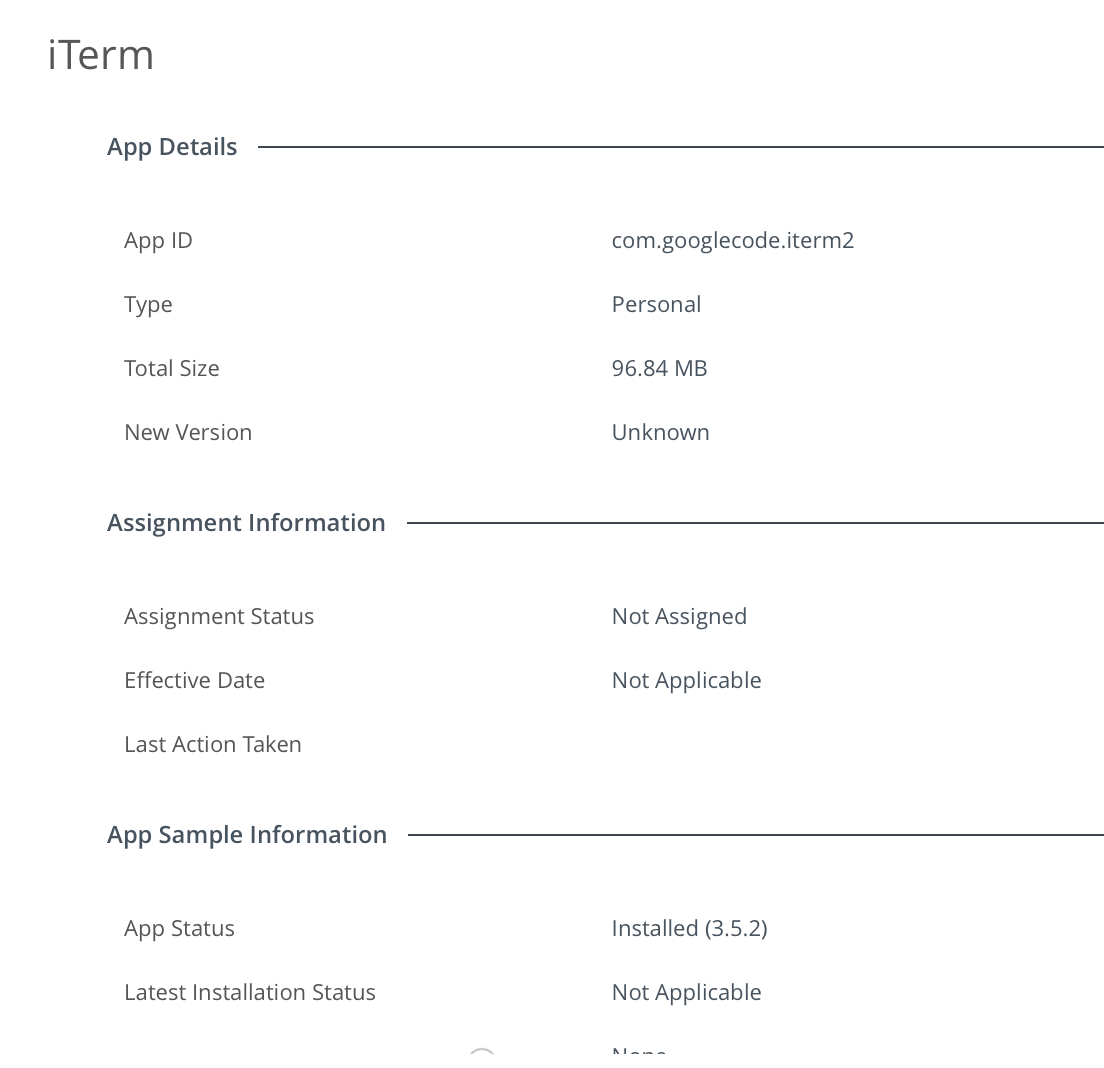 iTerm
App Details
App ID com.googlecode.iterm2
Type Personal
Total Size 96.84 MB
New Version Unknown
Assignment Information
Assignment Status Not Assigned
Effective Date Not Applicable
Last Action Taken
App Sample Information
App Status Installed (3.5.2)
Latest Installation Status Not Applicable